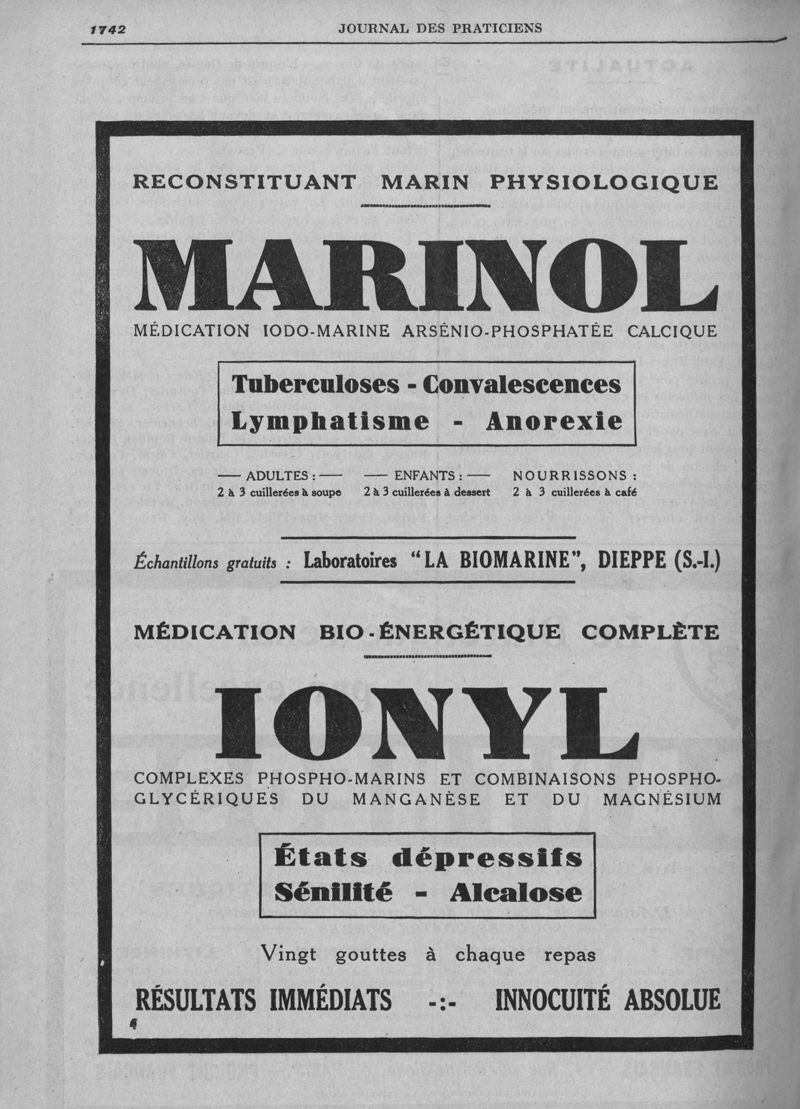 1742
JOURNAL DES PRATICIENS
RECONSTITUANT MARIN PHYSIOLOGIQUE
MARINOL
MÉDICATION IODO-MARINE ARSÉNIO-PHOSPHATÉE CALCIQUE
Tuberculoses - Convalescences
Lymphatisme - Anorexie
— ADULTES : — — ENFANTS : — NOURRISSONS :
2 à 3 cuillerées à soupe 2 à 3 cuillerées à dessert 2 à 3 cuillerées à café
Échantillons gratuits : Laboratoires “LA BIOMARINE”, DIEPPE (S.-I.)
MÉDICATION BIO-ÉNERGÉTIQUE COMPLÈTE
IONYL
COMPLEXES PHOSPHO-MARINS ET COMBINAISONS PHOSPHO-
GLYCÉRIQUES DU MANGANÈSE ET DU MAGNÉSIUM
États dépressifs
Sénilité - Alcalose
Vingt gouttes à chaque repas
RÉSULTATS IMMÉDIATS -:- INNOCUITÉ ABSOLUE